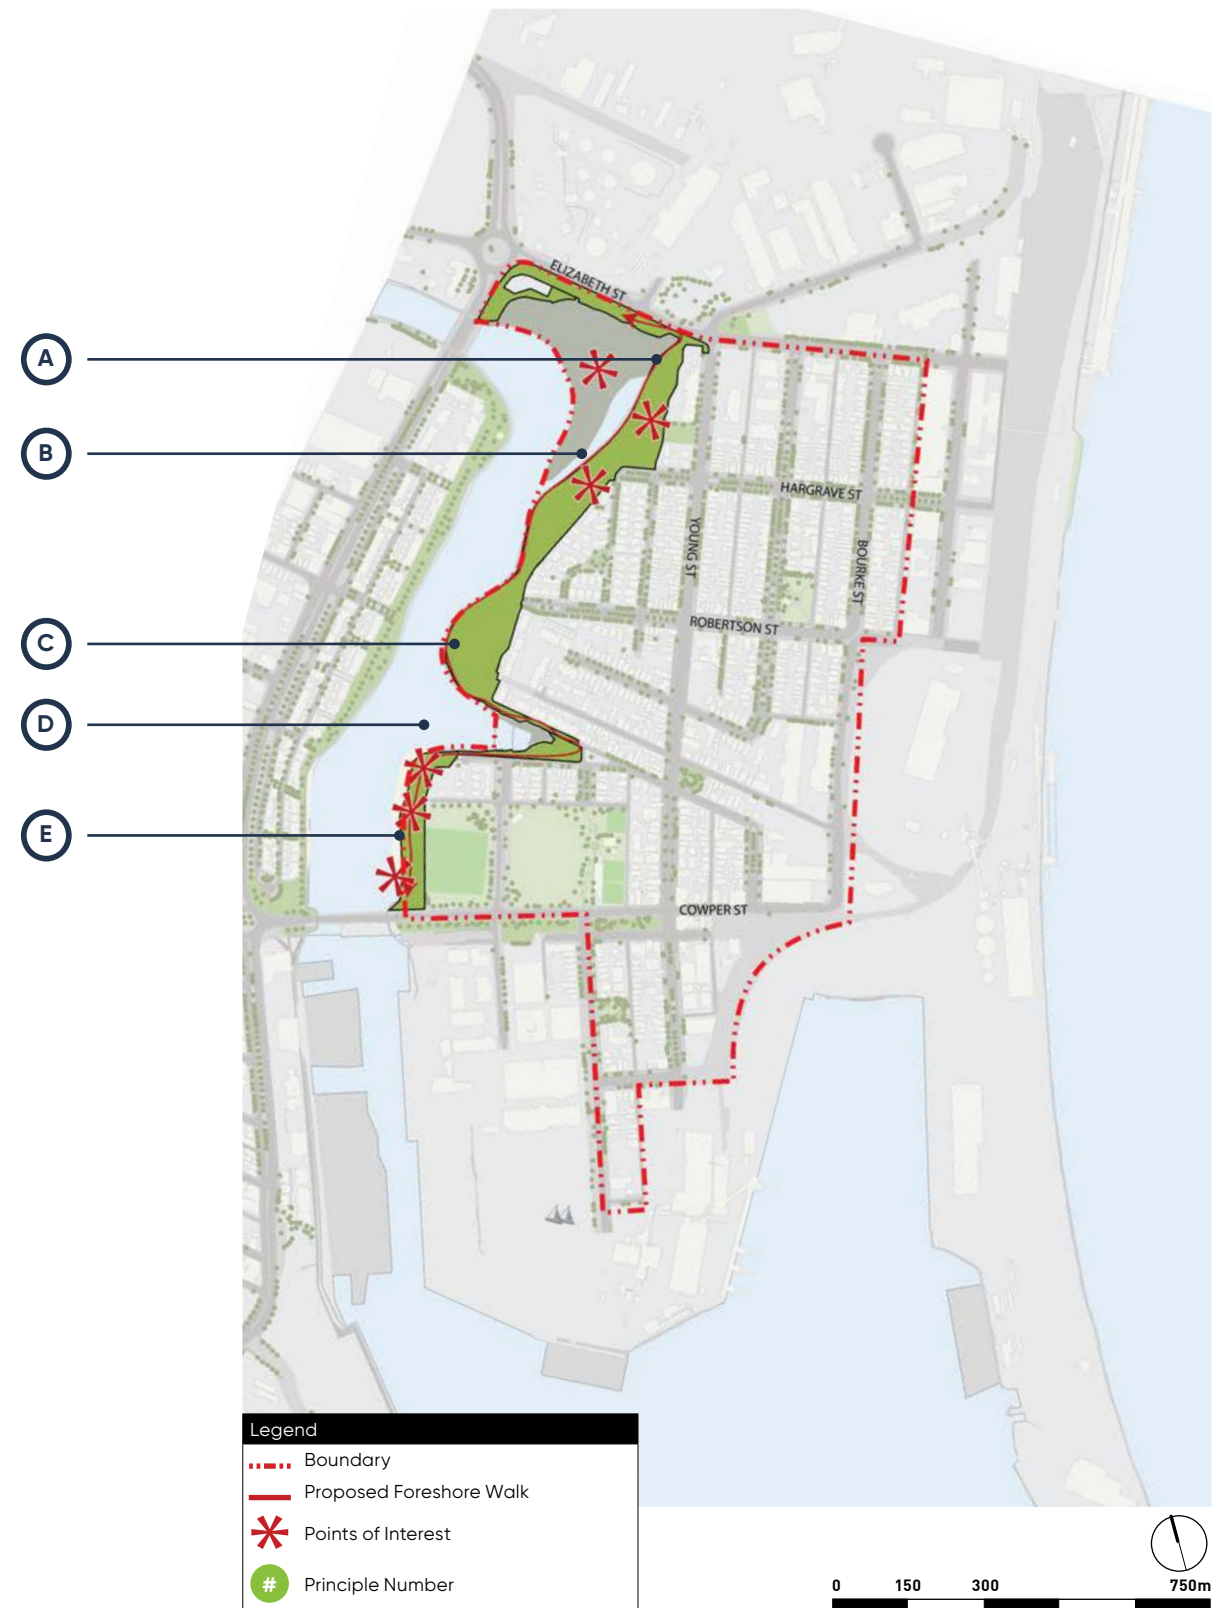 ELIZABETH ST
A
B
HARGRAVE ST
YOUNG ST
BOURKE ST
ROBERTSON ST
C
D
E
COWPER ST
Legend
Boundary
Proposed Foreshore Walk
Points of Interest
# Principle Number
0 150 300 750m